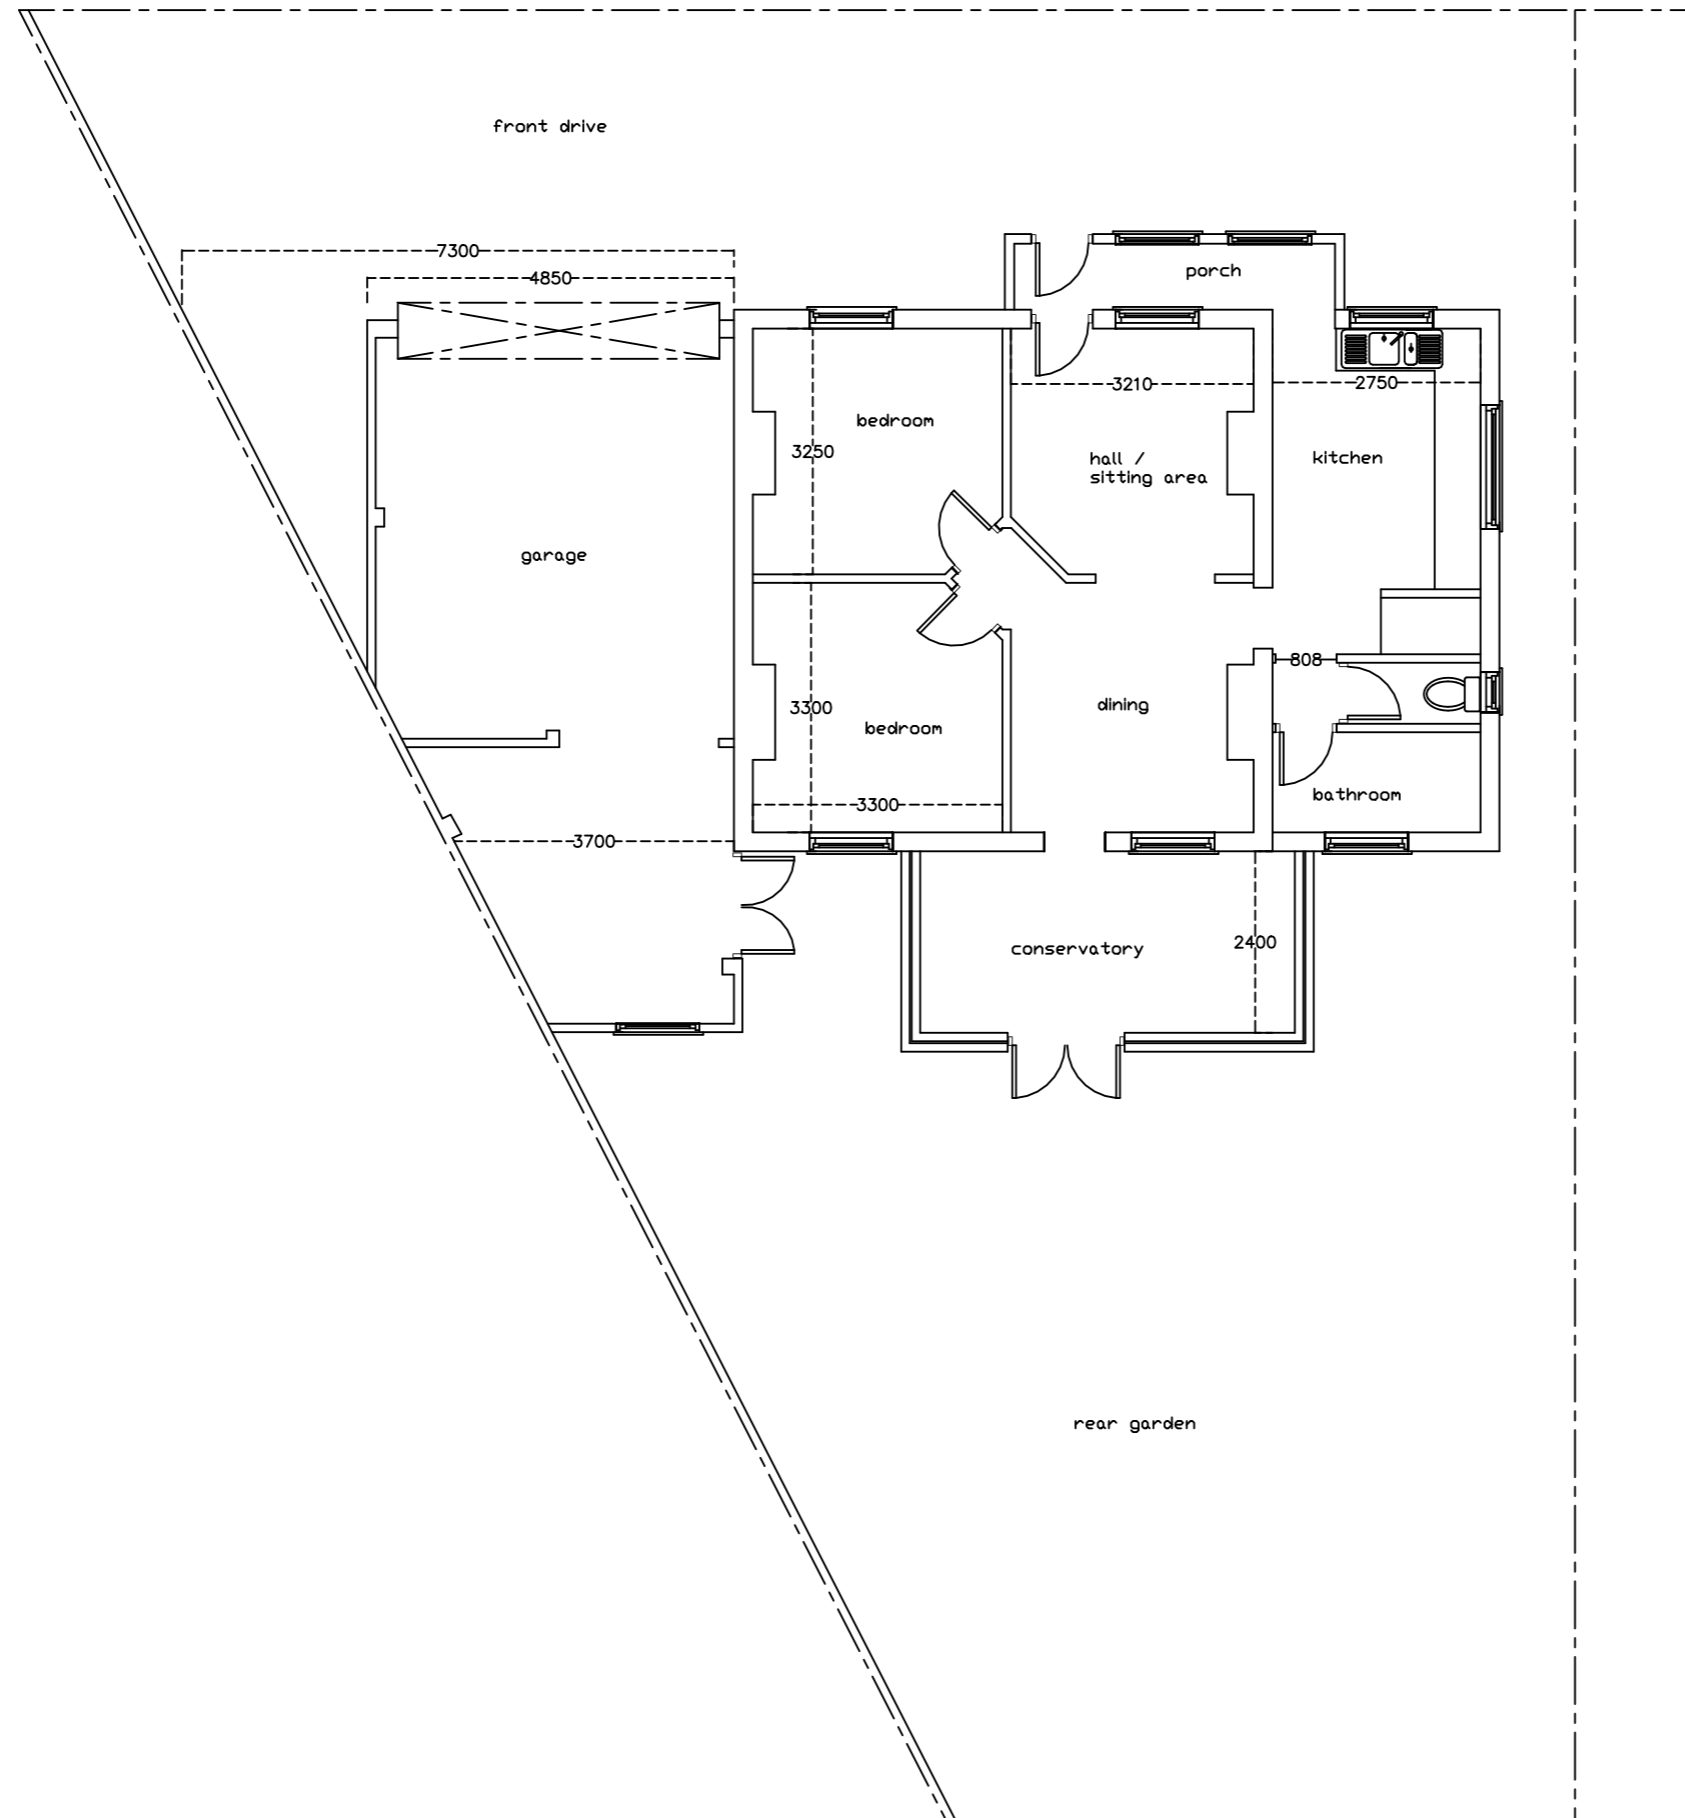 front drive
7300
4850
porch
3210
2750
bedroom
3250
hall /
sitting area
kitchen
garage
808
dining
3300
bedroom
3300
bathroom
3700
conservatory
2400
rear garden